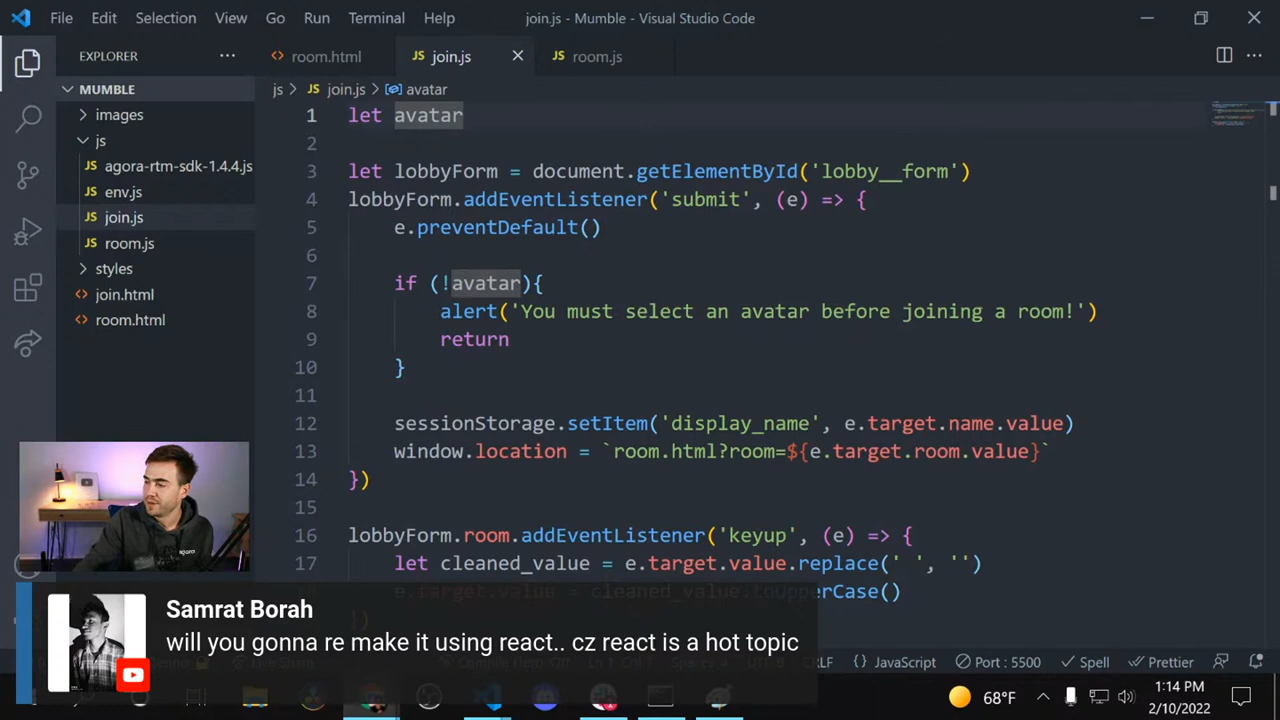 File Edit Selection View Go Run Terminal Help join.js - Mumble - Visual Studio Code
EXPLORER
MUMBLE
images
js
agora-rtm-sdk-1.4.4.js
env.js
join.js
room.js
styles
join.html
room.html
room.html join.js room.js
js > join.js > avatar
1 let avatar
2
3 let lobbyForm = document.getElementById('lobby__form')
4 lobbyForm.addEventListener('submit', (e) => {
5 e.preventDefault()
6
7 if (!avatar){
8 alert('You must select an avatar before joining a room!')
9 return
10 }
11
12 sessionStorage.setItem('display_name', e.target.name.value)
13 window.location = `room.html?room=${e.target.room.value}`
14 })
15
16 lobbyForm.room.addEventListener('keyup', (e) => {
17 let cleaned_value = e.target.value.replace(' ', '')
e.target.value = cleaned_value.toUpperCase()
})
Samrat Borah
will you gonna re make it using react.. cz react is a hot topic
CRLF {} JavaScript Port : 5500 Spell Prettier
68°F 1:14 PM
2/10/2022